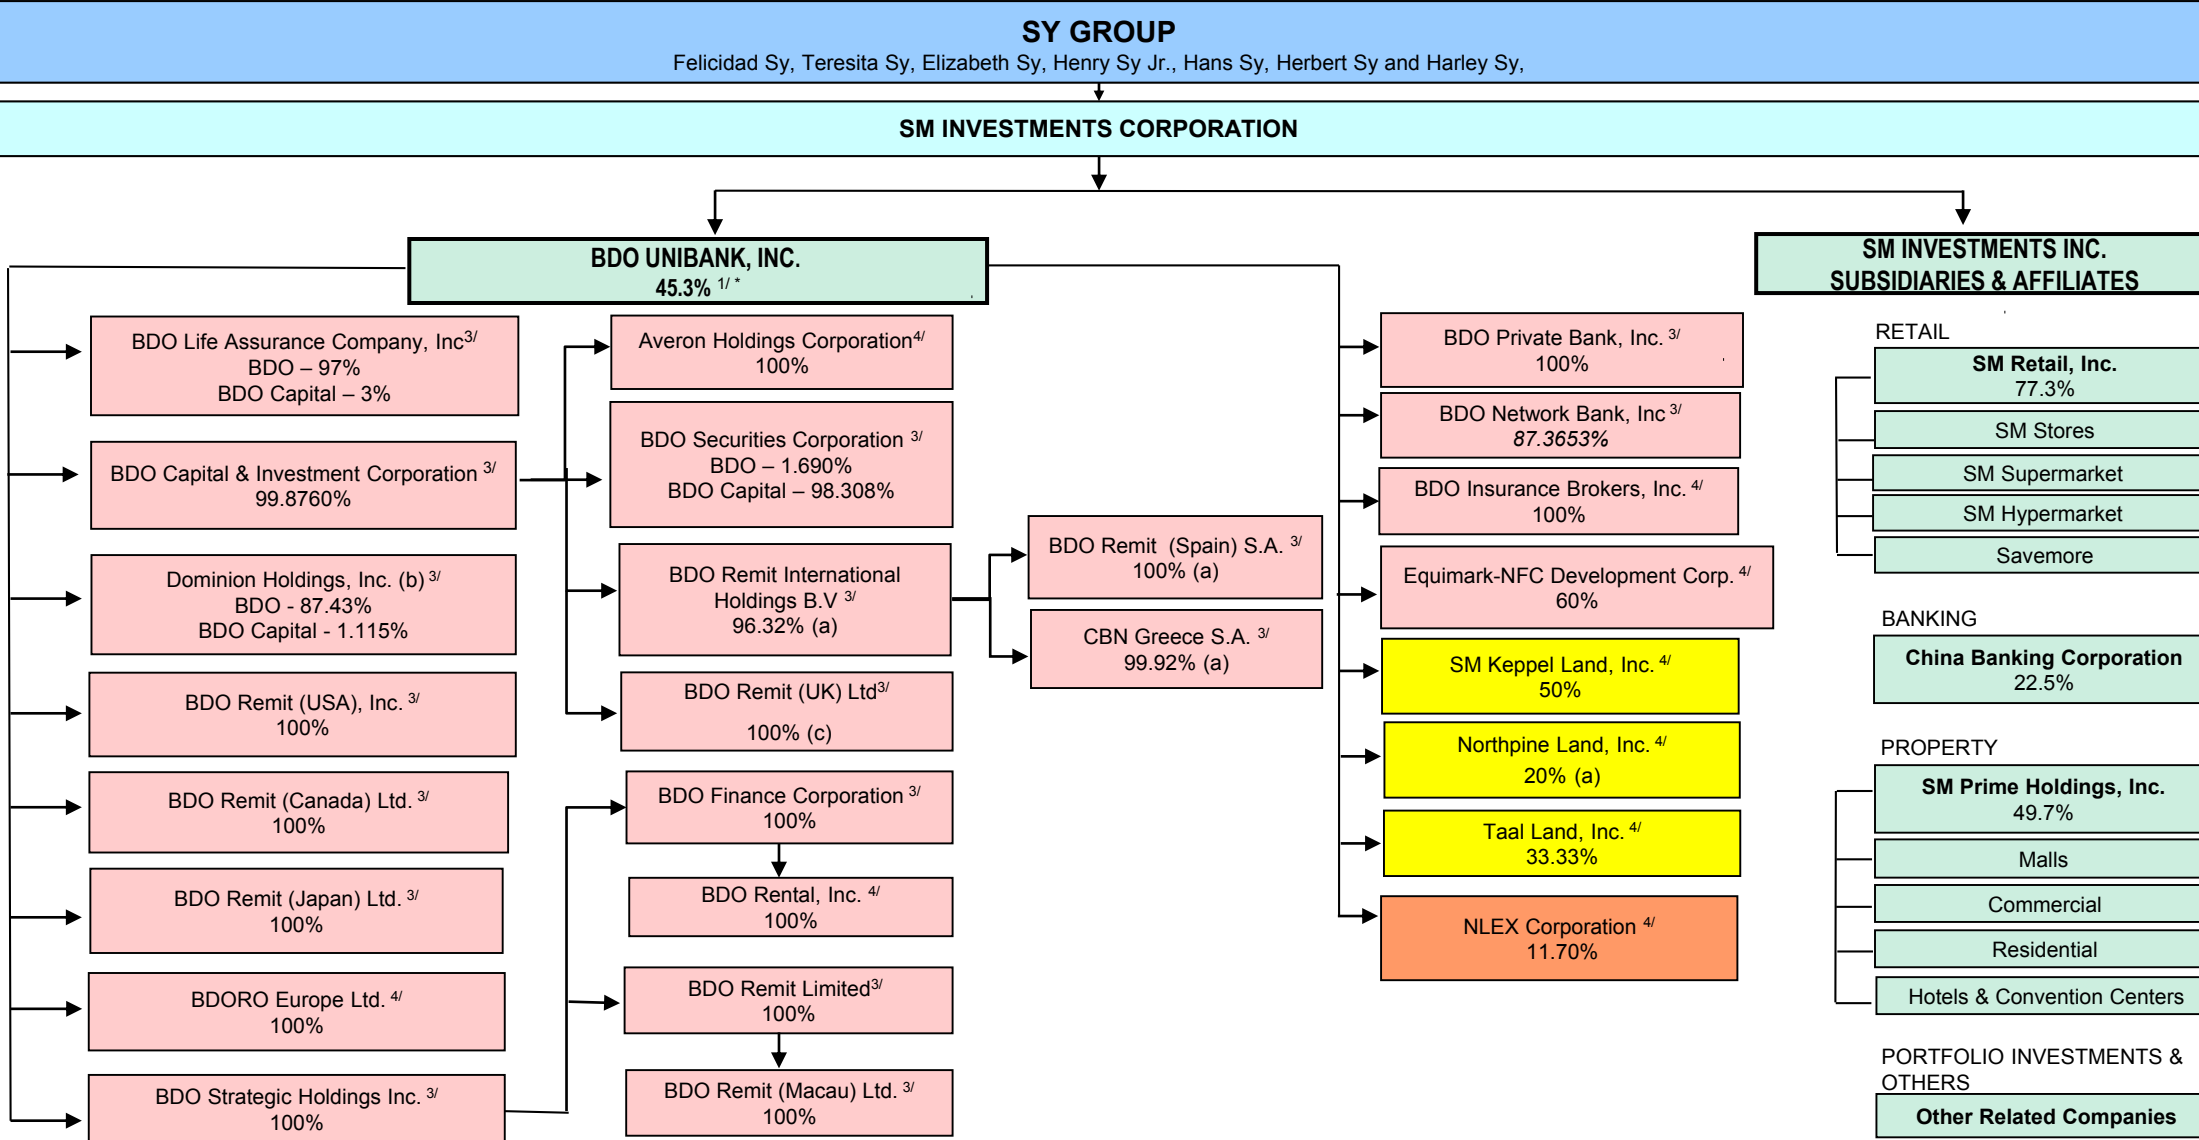 SY GROUP
Felicidad Sy, Teresita Sy, Elizabeth Sy, Henry Sy Jr., Hans Sy, Herbert Sy and Harley Sy,
SM INVESTMENTS CORPORATION
BDO UNIBANK, INC.
45.3% 1/ *
SM INVESTMENTS INC.
SUBSIDIARIES & AFFILIATES
BDO Life Assurance Company, Inc3/
BDO – 97%
BDO Capital – 3%
BDO Capital & Investment Corporation 3/
99.8760%
Dominion Holdings, Inc. (b) 3/
BDO - 87.43%
BDO Capital - 1.115%
BDO Remit (USA), Inc. 3/
100%
BDO Remit (Canada) Ltd. 3/
100%
BDO Remit (Japan) Ltd. 3/
100%
BDORO Europe Ltd. 4/
100%
BDO Strategic Holdings Inc. 3/
100%
Averon Holdings Corporation4/
100%
BDO Securities Corporation 3/
BDO – 1.690%
BDO Capital – 98.308%
BDO Remit International
Holdings B.V 3/
96.32% (a)
BDO Remit (UK) Ltd3/
100% (c)
BDO Finance Corporation 3/
100%
BDO Rental, Inc. 4/
100%
BDO Remit Limited3/
100%
BDO Remit (Macau) Ltd. 3/
100%
BDO Remit (Spain) S.A. 3/
100% (a)
CBN Greece S.A. 3/
99.92% (a)
BDO Private Bank, Inc. 3/
100%
BDO Network Bank, Inc 3/
87.3653%
BDO Insurance Brokers, Inc. 4/
100%
Equimark-NFC Development Corp. 4/
60%
SM Keppel Land, Inc. 4/
50%
Northpine Land, Inc. 4/
20% (a)
Taal Land, Inc. 4/
33.33%
NLEX Corporation 4/
11.70%
RETAIL
SM Retail, Inc.
77.3%
SM Stores
SM Supermarket
SM Hypermarket
Savemore
BANKING
China Banking Corporation
22.5%
PROPERTY
SM Prime Holdings, Inc.
49.7%
Malls
Commercial
Residential
Hotels & Convention Centers
PORTFOLIO INVESTMENTS &
OTHERS
Other Related Companies